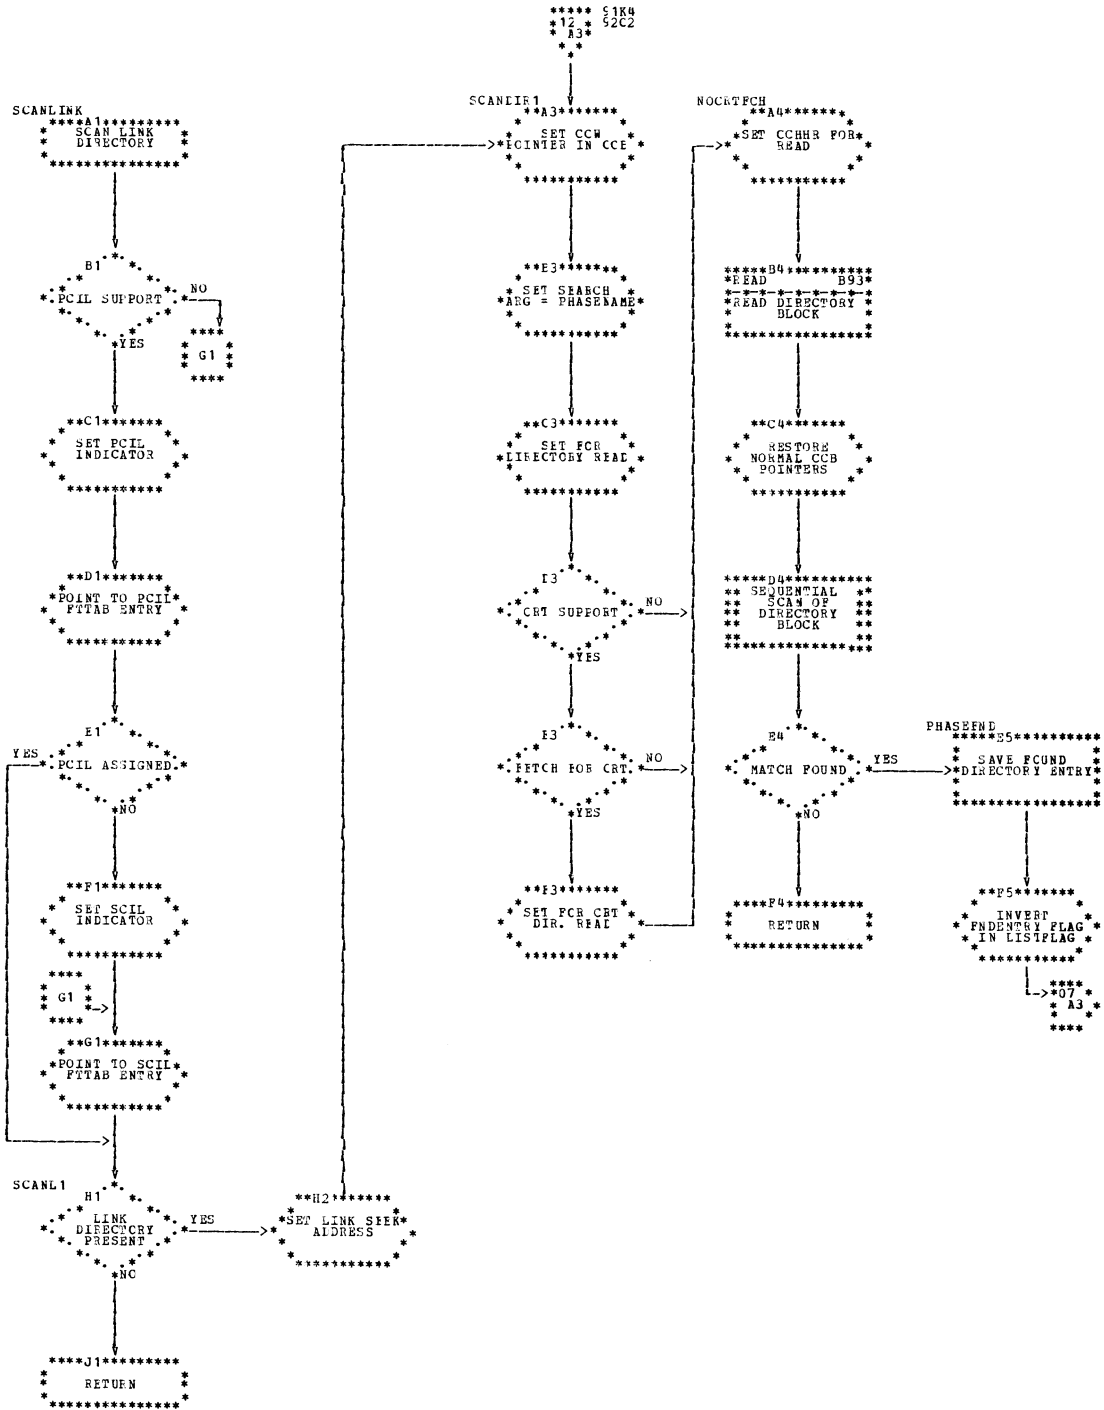 S1K4
12 S2C2
A3
SCANLINK
A1
SCAN LINK
DIRECTORY
B1
PCIL SUPPORT
NO
G1
YES
C1
SET PCIL
INDICATOR
D1
POINT TO PCIL
FTTAB ENTRY
E1
YES
PCIL ASSIGNED
NO
F1
SET SCIL
INDICATOR
G1
G1
POINT TO SCIL
FTTAB ENTRY
SCANL1
H1
LINK
DIRECTORY
PRESENT
YES
NO
J1
RETURN
H2
SET LINK SEEK
ADDRESS
SCANDIR1
A3
SET CCW
POINTER IN CCB
B3
SET SEARCH
ARG = PHASENAME
C3
SET FOR
DIRECTORY READ
D3
CRT SUPPORT
NO
YES
E3
FETCH FOR CRT
NO
YES
F3
SET FOR CRT
DIR. READ
NOCRTFCH
A4
SET CCHHR FOR
READ
B4
READ B93
READ DIRECTORY
BLOCK
C4
RESTORE
NORMAL CCB
POINTERS
D4
SEQUENTIAL
SCAN OF
DIRECTORY
BLOCK
E4
MATCH FOUND
YES
NO
F4
RETURN
PHASEFND
E5
SAVE FOUND
DIRECTORY ENTRY
F5
INVERT
FNDENTRY FLAG
IN LISTFLAG
07
A3